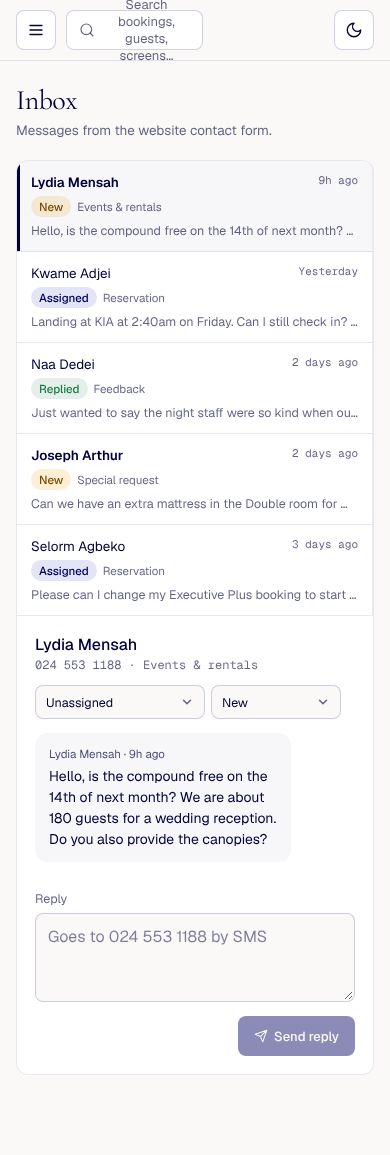 Search
bookings,
guests,
screens…
Inbox
Messages from the website contact form.
Lydia Mensah 9h ago
New Events & rentals
Hello, is the compound free on the 14th of next month? …
Kwame Adjei Yesterday
Assigned Reservation
Landing at KIA at 2:40am on Friday. Can I still check in? …
Naa Dedei 2 days ago
Replied Feedback
Just wanted to say the night staff were so kind when ou…
Joseph Arthur 2 days ago
New Special request
Can we have an extra mattress in the Double room for …
Selorm Agbeko 3 days ago
Assigned Reservation
Please can I change my Executive Plus booking to start …
Lydia Mensah
024 553 1188 · Events & rentals
Unassigned New
Lydia Mensah · 9h ago
Hello, is the compound free on the
14th of next month? We are about
180 guests for a wedding reception.
Do you also provide the canopies?
Reply
Goes to 024 553 1188 by SMS
Send reply